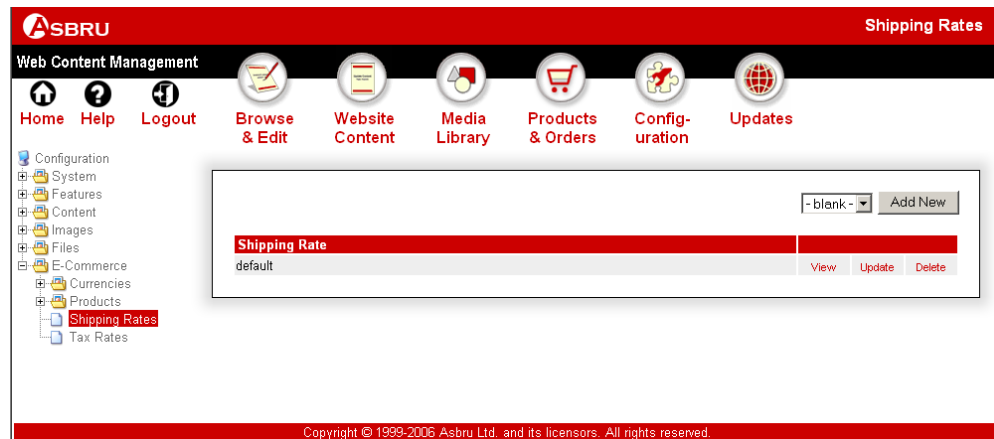 ASBRU
Shipping Rates
Web Content Management
Home
Help
Logout
Browse
& Edit
Website
Content
Media
Library
Products
& Orders
Config-
uration
Updates
Configuration
System
Features
Content
Images
Files
E-Commerce
Currencies
Products
Shipping Rates
Tax Rates
- blank -
Add New
Shipping Rate
default
View
Update
Delete
Copyright © 1999-2006 Asbru Ltd. and its licensors. All rights reserved.